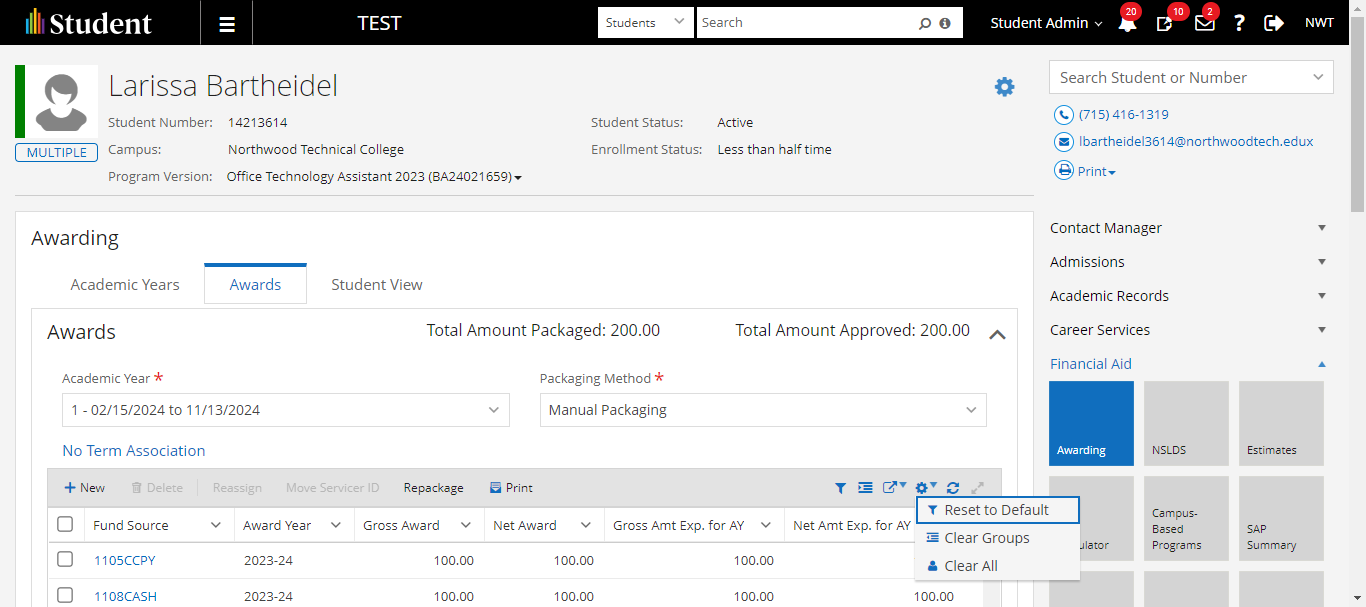 Student
TEST
Students
Search
Student Admin
20
10
2
?
NWT
Larissa Bartheidel
Student Number: 14213614
Student Status: Active
MULTIPLE
Campus: Northwood Technical College
Enrollment Status: Less than half time
Program Version: Office Technology Assistant 2023 (BA24021659)
Search Student or Number
(715) 416-1319
lbartheidel3614@northwoodtech.edux
Print
Awarding
Academic Years
Awards
Student View
Awards
Total Amount Packaged: 200.00
Total Amount Approved: 200.00
Academic Year *
Packaging Method *
1 - 02/15/2024 to 11/13/2024
Manual Packaging
No Term Association
New
Delete
Reassign
Move Servicer ID
Repackage
Print
Reset to Default
Clear Groups
Clear All
Fund Source
Award Year
Gross Award
Net Award
Gross Amt Exp. for AY
Net Amt Exp. for AY
1105CCPY 2023-24 100.00 100.00 100.00
1108CASH 2023-24 100.00 100.00 100.00 100.00
Contact Manager
Admissions
Academic Records
Career Services
Financial Aid
Awarding
NSLDS
Estimates
ulator
Campus-
Based
Programs
SAP
Summary